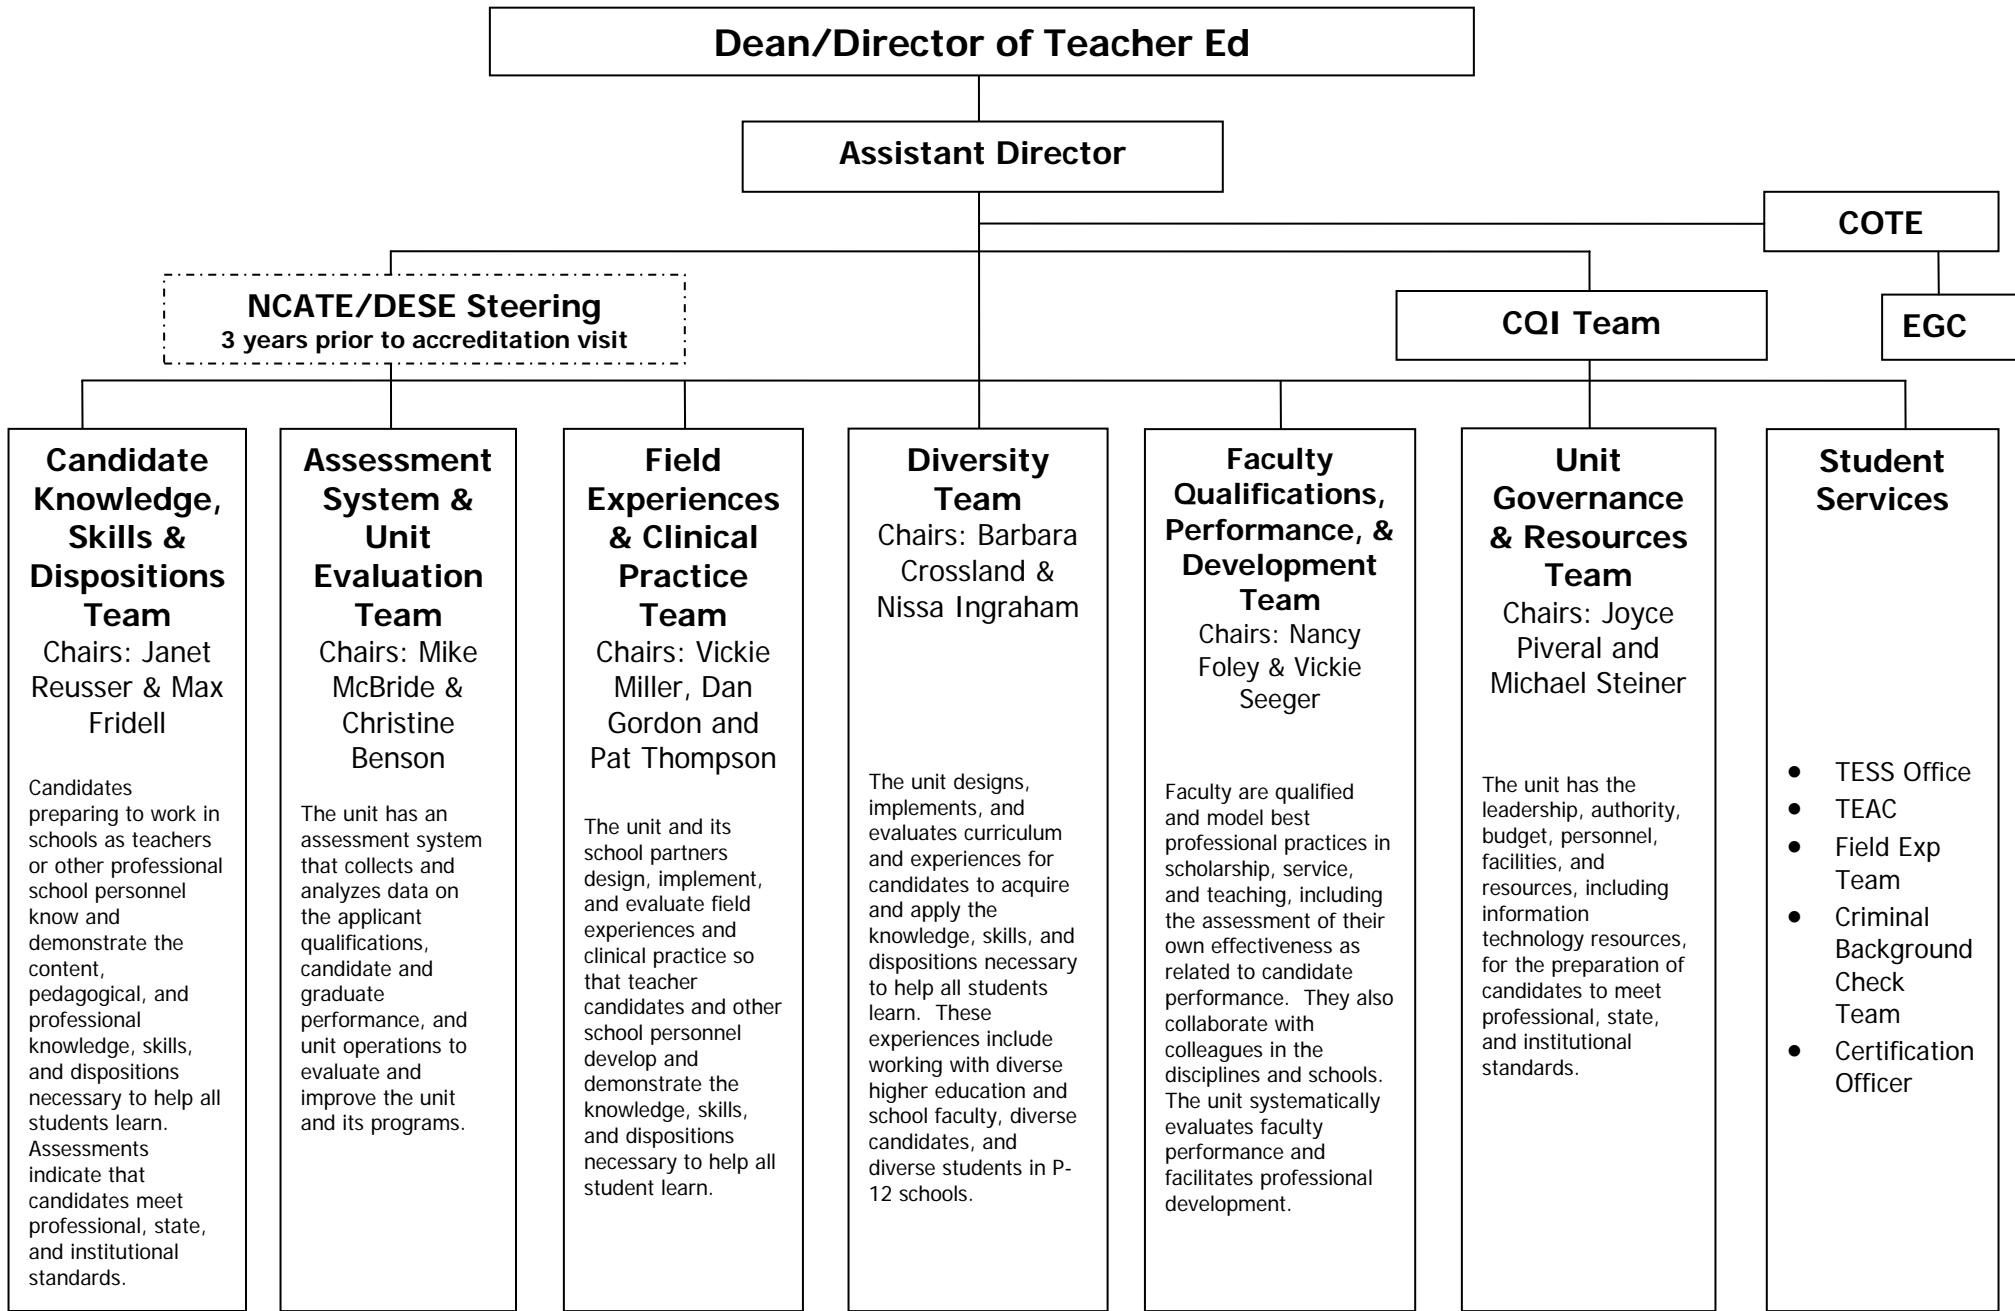 Dean/Director of Teacher Ed
Assistant Director
COTE
NCATE/DESE Steering
3 years prior to accreditation visit
CQI Team
EGC
Candidate
Knowledge,
Skills &
Dispositions
Team
Chairs: Janet
Reusser & Max
Fridell
Candidates
preparing to work in
schools as teachers
or other professional
school personnel
know and
demonstrate the
content,
pedagogical, and
professional
knowledge, skills,
and dispositions
necessary to help all
students learn.
Assessments
indicate that
candidates meet
professional, state,
and institutional
standards.
Assessment
System &
Unit
Evaluation
Team
Chairs: Mike
McBride &
Christine
Benson
The unit has an
assessment system
that collects and
analyzes data on
the applicant
qualifications,
candidate and
graduate
performance, and
unit operations to
evaluate and
improve the unit
and its programs.
Field
Experiences
& Clinical
Practice
Team
Chairs: Vickie
Miller, Dan
Gordon and
Pat Thompson
The unit and its
school partners
design, implement,
and evaluate field
experiences and
clinical practice so
that teacher
candidates and other
school personnel
develop and
demonstrate the
knowledge, skills,
and dispositions
necessary to help all
student learn.
Diversity
Team
Chairs: Barbara
Crossland &
Nissa Ingraham
The unit designs,
implements, and
evaluates curriculum
and experiences for
candidates to acquire
and apply the
knowledge, skills, and
dispositions necessary
to help all students
learn.  These
experiences include
working with diverse
higher education and
school faculty, diverse
candidates, and
diverse students in P-
12 schools.
Faculty
Qualifications,
Performance, &
Development
Team
Chairs: Nancy
Foley & Vickie
Seeger
Faculty are qualified
and model best
professional practices in
scholarship, service,
and teaching, including
the assessment of their
own effectiveness as
related to candidate
performance.  They also
collaborate with
colleagues in the
disciplines and schools.
The unit systematically
evaluates faculty
performance and
facilitates professional
development.
Unit
Governance
& Resources
Team
Chairs: Joyce
Piveral and
Michael Steiner
The unit has the
leadership, authority,
budget, personnel,
facilities, and
resources, including
information
technology resources,
for the preparation of
candidates to meet
professional, state,
and institutional
standards.
Student
Services
• TESS Office
• TEAC
• Field Exp
Team
• Criminal
Background
Check
Team
• Certification
Officer